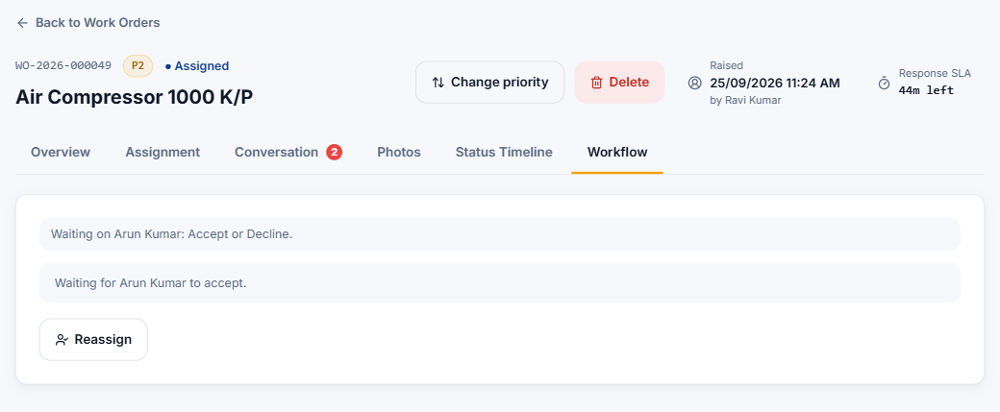 Back to Work Orders
WO-2026-000049 P2 Assigned
Air Compressor 1000 K/P
Change priority
Delete
Raised
25/09/2026 11:24 AM
by Ravi Kumar
Response SLA
44m left
Overview Assignment Conversation 2 Photos Status Timeline Workflow
Waiting on Arun Kumar: Accept or Decline.
Waiting for Arun Kumar to accept.
Reassign